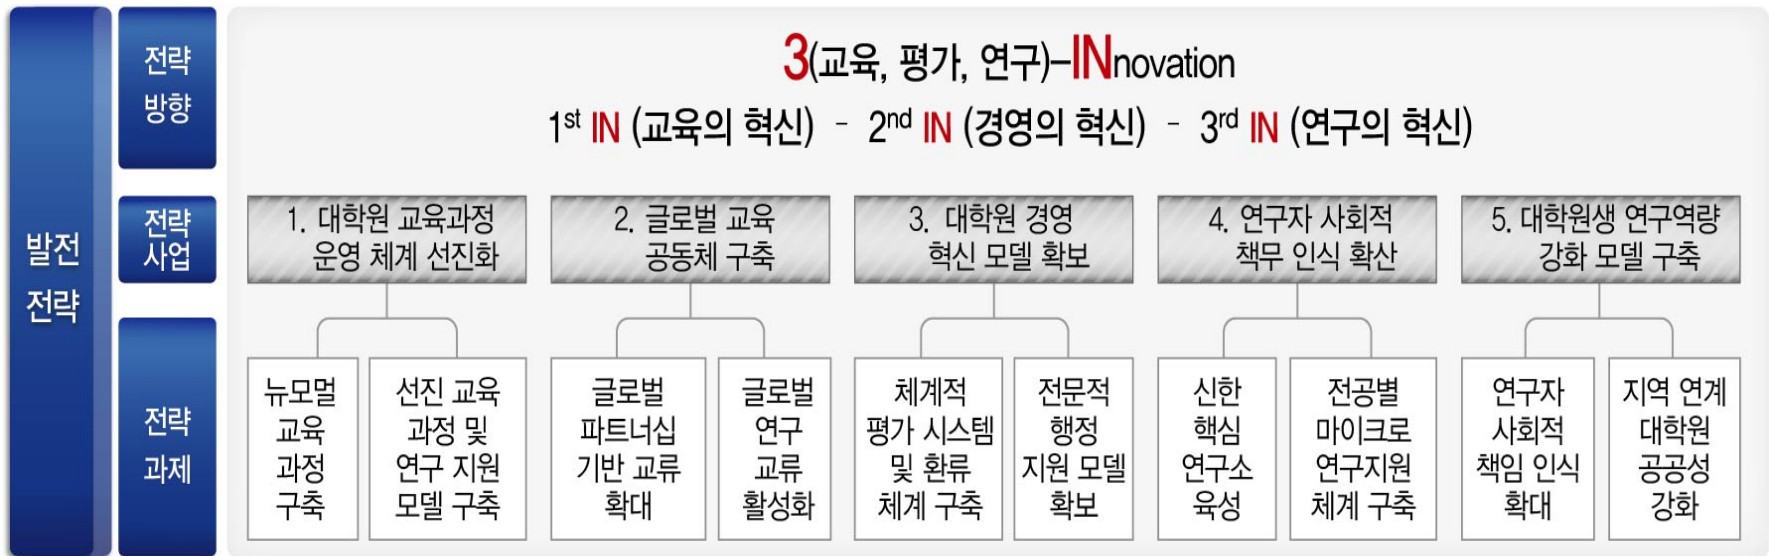 발전
전략
전략
방향
3(교육, 평가, 연구)-INnovation
1st IN (교육의 혁신) - 2nd IN (경영의 혁신) - 3rd IN (연구의 혁신)
전략
사업
1. 대학원 교육과정
운영 체계 선진화
2. 글로벌 교육
공동체 구축
3. 대학원 경영
혁신 모델 확보
4. 연구자 사회적
책무 인식 확산
5. 대학원생 연구역량
강화 모델 구축
전략
과제
뉴모멀
교육
과정
구축
선진 교육
과정 및
연구 지원
모델 구축
글로벌
파트너십
기반 교류
확대
글로벌
연구
교류
활성화
체계적
평가 시스템
및 환류
체계 구축
전문적
행정
지원 모델
확보
신한
핵심
연구소
육성
전공별
마이크로
연구지원
체계 구축
연구자
사회적
책임 인식
확대
지역 연계
대학원
공공성
강화